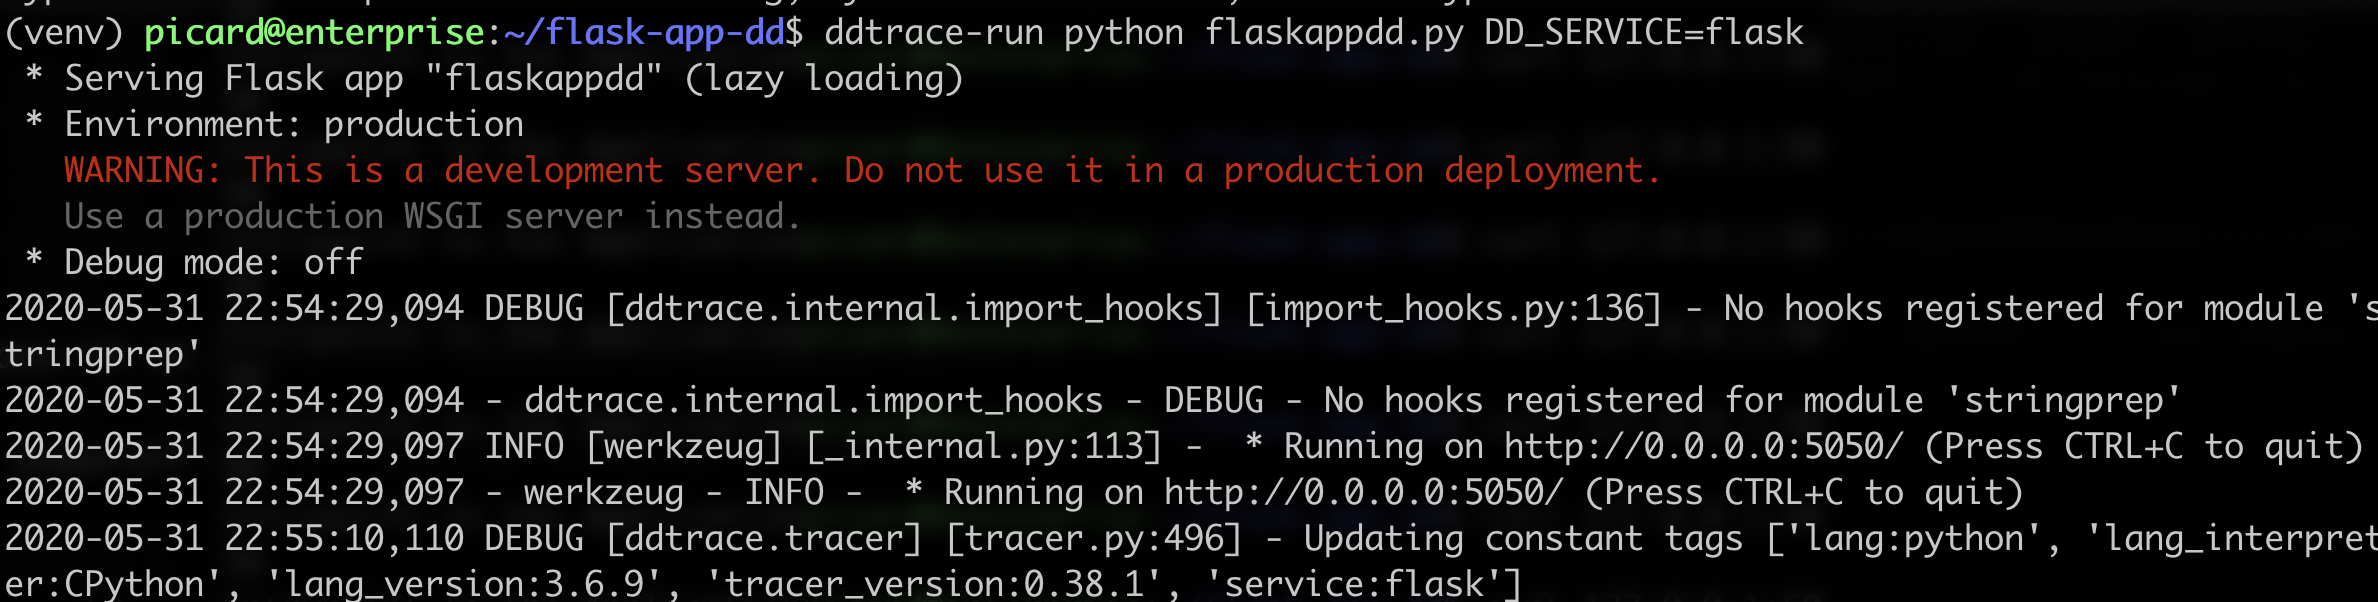 (venv) picard@enterprise:~/flask-app-dd$ ddtrace-run python flaskappdd.py DD_SERVICE=flask
 * Serving Flask app "flaskappdd" (lazy loading)
 * Environment: production
   WARNING: This is a development server. Do not use it in a production deployment.
   Use a production WSGI server instead.
 * Debug mode: off
2020-05-31 22:54:29,094 DEBUG [ddtrace.internal.import_hooks] [import_hooks.py:136] - No hooks registered for module 's
tringprep'
2020-05-31 22:54:29,094 - ddtrace.internal.import_hooks - DEBUG - No hooks registered for module 'stringprep'
2020-05-31 22:54:29,097 INFO [werkzeug] [_internal.py:113] -  * Running on http://0.0.0.0:5050/ (Press CTRL+C to quit)
2020-05-31 22:54:29,097 - werkzeug - INFO -  * Running on http://0.0.0.0:5050/ (Press CTRL+C to quit)
2020-05-31 22:55:10,110 DEBUG [ddtrace.tracer] [tracer.py:496] - Updating constant tags ['lang:python', 'lang_interpret
er:CPython', 'lang_version:3.6.9', 'tracer_version:0.38.1', 'service:flask']